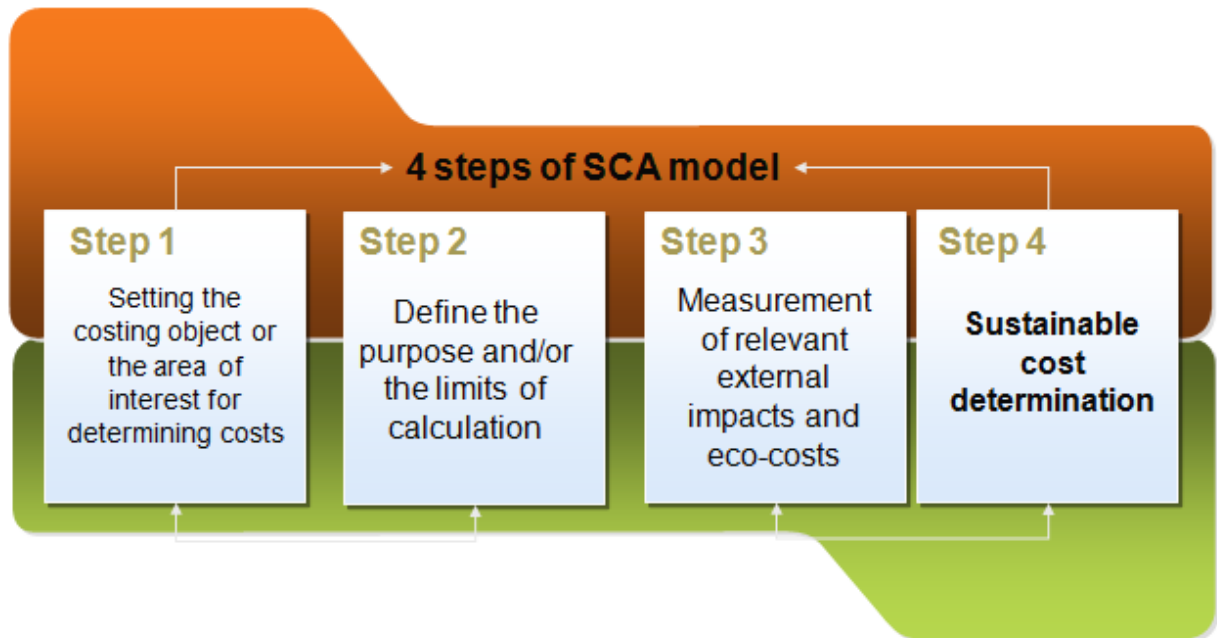 4 steps of SCA model
Step 1
Setting the
costing object or
the area of
interest for
determining costs
Step 2
Define the
purpose and/or
the limits of
calculation
Step 3
Measurement
of relevant
external
impacts and
eco-costs
Step 4
Sustainable
cost
determination